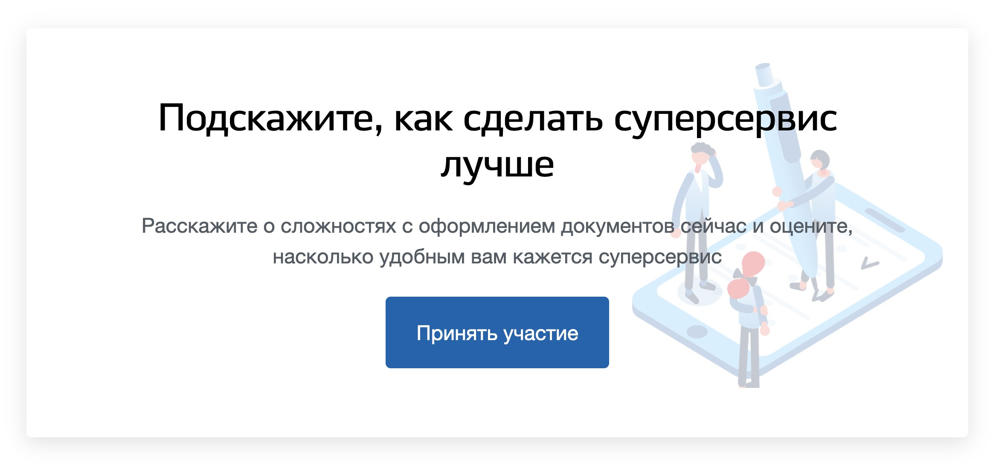 Подскажите, как сделать суперсервис
лучше
Расскажите о сложностях с оформлением документов сейчас и оцените,
насколько удобным вам кажется суперсервис
Принять участие